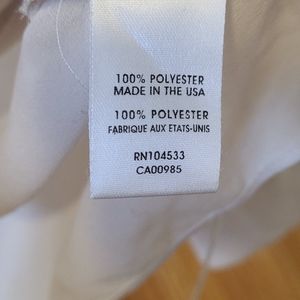 100% POLYESTER
MADE IN THE USA
100% POLYESTER
FABRIQUE AUX ETATS-UNIS
RN104533
CA00985